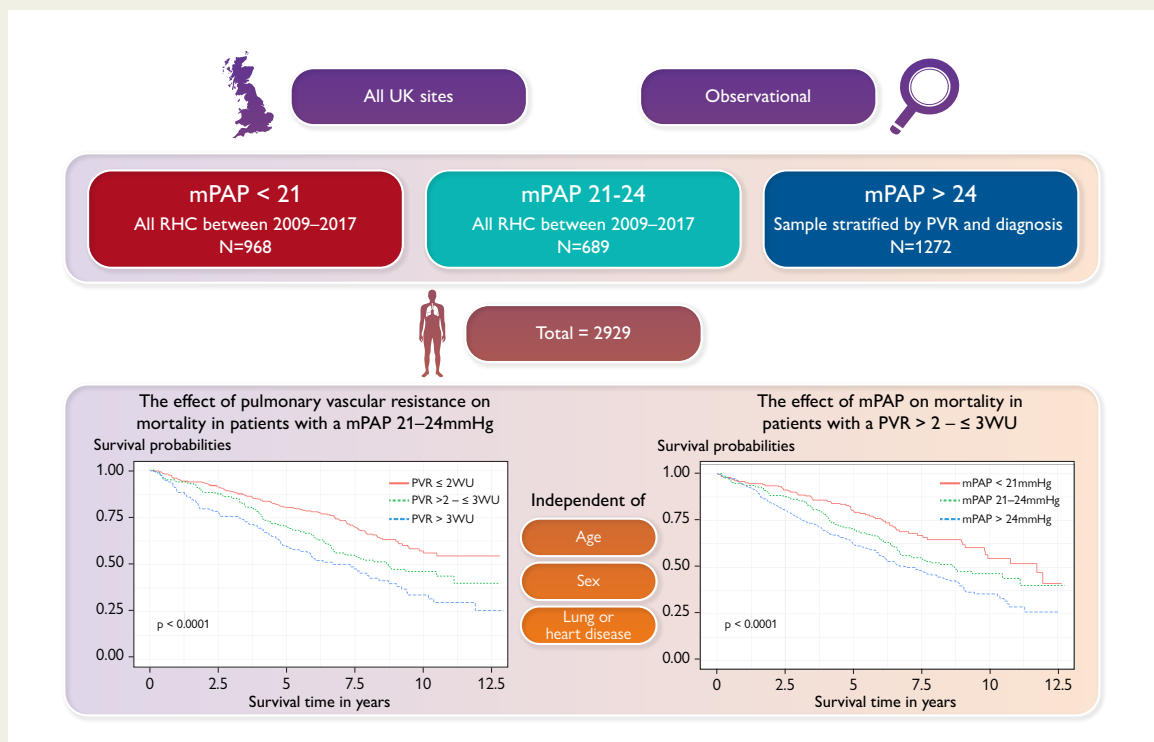 All UK sites
Observational
mPAP < 21
All RHC between 2009–2017
N=968
mPAP 21-24
All RHC between 2009–2017
N=689
mPAP > 24
Sample stratified by PVR and diagnosis
N=1272
Total = 2929
The effect of pulmonary vascular resistance on
mortality in patients with a mPAP 21–24mmHg
Survival probabilities
1.00
0.75
0.50
0.25
0.00
PVR ≤ 2WU
PVR >2 – ≤ 3WU
PVR > 3WU
p < 0.0001
0 2.5 5 7.5 10 12.5
Survival time in years
Independent of
Age
Sex
Lung or
heart disease
The effect of mPAP on mortality in
patients with a PVR > 2 – ≤ 3WU
Survival probabilities
1.00
0.75
0.50
0.25
0.00
mPAP < 21mmHg
mPAP 21–24mmHg
mPAP > 24mmHg
p < 0.0001
0 2.5 5 7.5 10 12.5
Survival time in years